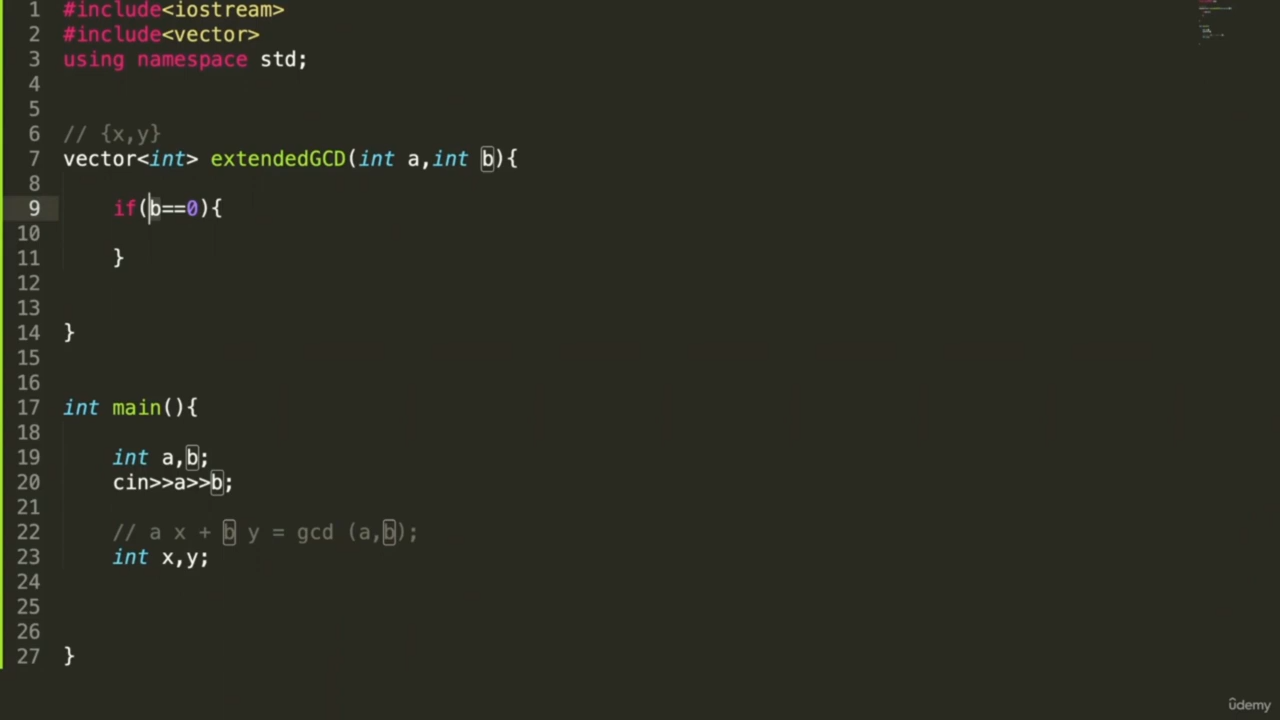 1 #include<iostream>
2 #include<vector>
3 using namespace std;
4
5
6 // {x,y}
7 vector<int> extendedGCD(int a,int b){
8
9 if(b==0){
10
11 }
12
13
14 }
15
16
17 int main(){
18
19 int a,b;
20 cin>>a>>b;
21
22 // a x + b y = gcd (a,b);
23 int x,y;
24
25
26
27 }
ûdemy